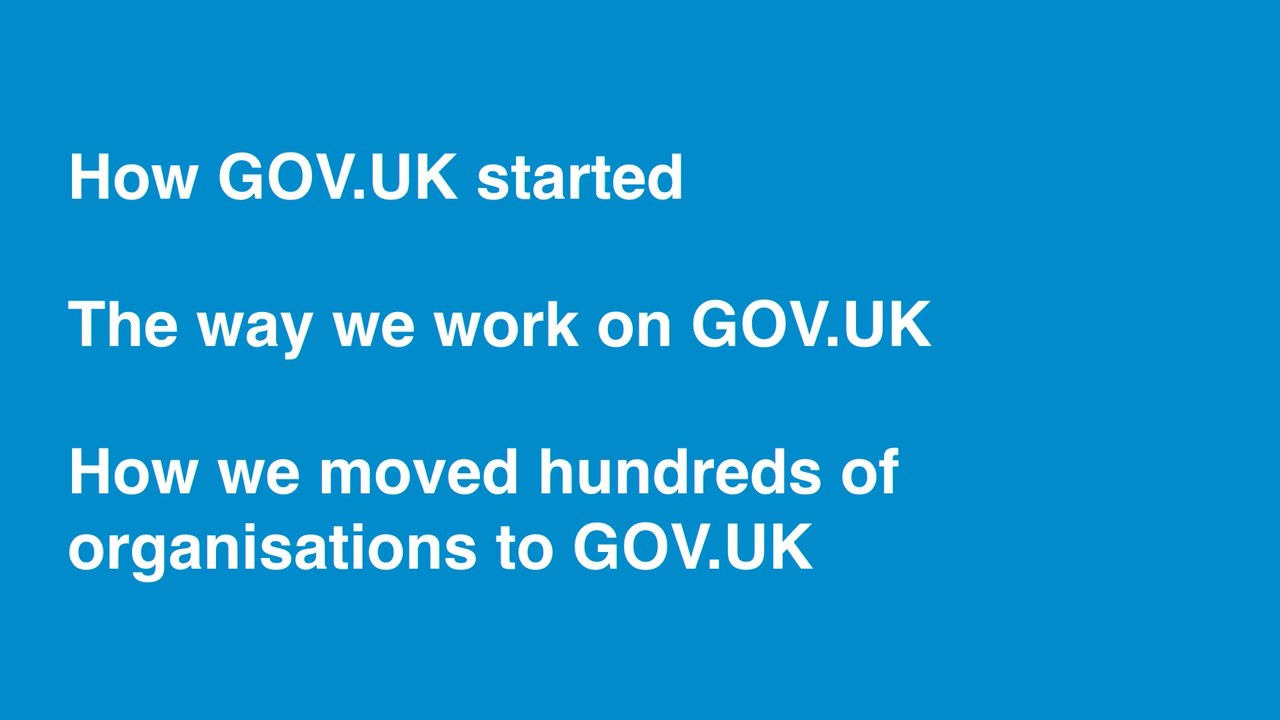 How GOV.UK started
The way we work on GOV.UK
How we moved hundreds of
organisations to GOV.UK